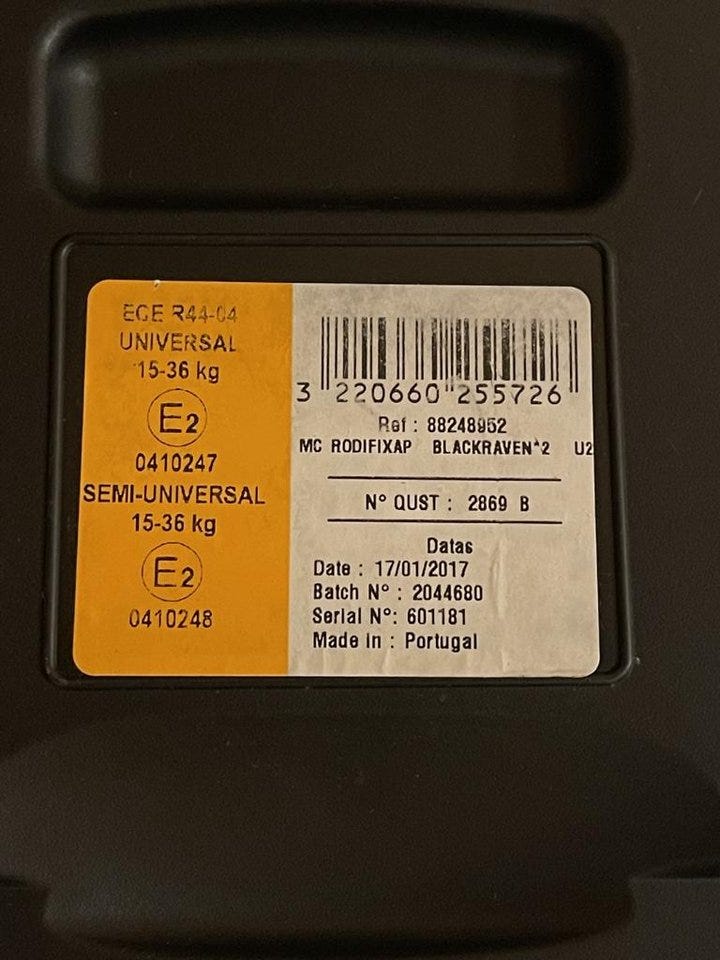 ECE R44-04
UNIVERSAL
15-36 kg
E2
0410247
SEMI-UNIVERSAL
15-36 kg
E2
0410248
3 220660 255726
Ref : 88248952
MC RODIFIXAP BLACKRAVEN*2 U2
N° QUST : 2869 B
Datas
Date : 17/01/2017
Batch N° : 2044680
Serial N°: 601181
Made in : Portugal